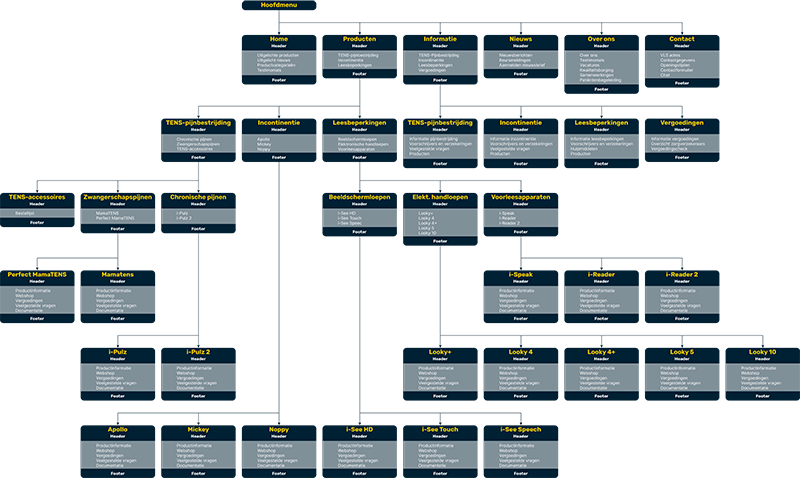 Hoofdmenu
Home
Header
Uitgelichte producten
Uitgelicht nieuws
Productcategorieën
Testimonials
Footer
Producten
Header
TENS-pijnbestrijding
Incontinentie
Leesbeperkingen
Footer
Informatie
Header
TENS-Pijnbestrijding
Incontinentie
Leesbeperkingen
Vergoedingen
Footer
Nieuws
Header
Nieuwsberichten
Beursmeldingen
Aanmelden nieuwsbrief
Footer
Over ons
Header
Over ons
Testimonials
Vacatures
Kwaliteitsborging
Samenwerkingen
Patiëntenbegeleiding
Footer
Contact
Header
VLS adres
Contactgegevens
Openingstijden
Contactformulier
Chat
Footer
TENS-pijnbestrijding
Header
Chronische pijnen
Zwangerschapspijnen
TENS-accessoires
Footer
Incontinentie
Header
Apollo
Mickey
Noppy
Footer
Leesbeperkingen
Header
Beeldschermloepen
Elektronische handloepen
Voorleesapparaten
Footer
TENS-pijnbestrijding
Header
Informatie pijnbestrijding
Voorschrijvers en verzekeringen
Veelgestelde vragen
Producten
Footer
Incontinentie
Header
Informatie incontinentie
Voorschrijvers en verzekeringen
Veelgestelde vragen
Producten
Footer
Leesbeperkingen
Header
Informatie leesbeperkingen
Voorschrijvers en verzekeringen
Hulpmiddelen
Producten
Footer
Vergoedingen
Header
Informatie vergoedingen
Overzicht zorgverzekeraars
Vergoedingscheck
Footer
TENS-accessoires
Header
Bestellijst
Footer
Zwangerschapspijnen
Header
MamaTENS
Perfect MamaTENS
Footer
Chronische pijnen
Header
i-Pulz
i-Pulz 2
Footer
Beeldschermloepen
Header
i-See HD
i-See Touch
i-See Speec
Footer
Elekt. handloepen
Header
Looky+
Looky 4
Looky 4+
Looky 5
Looky 10
Footer
Voorleesapparaten
Header
i-Speak
i-Reader
i-Reader 2
Footer
Perfect MamaTENS
Header
Productinformatie
Webshop
Vergoedingen
Veelgestelde vragen
Documentatie
Footer
Mamatens
Header
Productinformatie
Webshop
Vergoedingen
Veelgestelde vragen
Documentatie
Footer
i-Speak
Header
Productinformatie
Webshop
Vergoedingen
Veelgestelde vragen
Documentatie
Footer
i-Reader
Header
Productinformatie
Webshop
Vergoedingen
Veelgestelde vragen
Documentatie
Footer
i-Reader 2
Header
Productinformatie
Webshop
Vergoedingen
Veelgestelde vragen
Documentatie
Footer
i-Pulz
Header
Productinformatie
Webshop
Vergoedingen
Veelgestelde vragen
Documentatie
Footer
i-Pulz 2
Header
Productinformatie
Webshop
Vergoedingen
Veelgestelde vragen
Documentatie
Footer
Looky+
Header
Productinformatie
Webshop
Vergoedingen
Veelgestelde vragen
Documentatie
Footer
Looky 4
Header
Productinformatie
Webshop
Vergoedingen
Veelgestelde vragen
Documentatie
Footer
Looky 4+
Header
Productinformatie
Webshop
Vergoedingen
Veelgestelde vragen
Documentatie
Footer
Looky 5
Header
Productinformatie
Webshop
Vergoedingen
Veelgestelde vragen
Documentatie
Footer
Looky 10
Header
Productinformatie
Webshop
Vergoedingen
Veelgestelde vragen
Documentatie
Footer
Apollo
Header
Productinformatie
Webshop
Vergoedingen
Veelgestelde vragen
Documentatie
Footer
Mickey
Header
Productinformatie
Webshop
Vergoedingen
Veelgestelde vragen
Documentatie
Footer
Noppy
Header
Productinformatie
Webshop
Vergoedingen
Veelgestelde vragen
Documentatie
Footer
i-See HD
Header
Productinformatie
Webshop
Vergoedingen
Veelgestelde vragen
Documentatie
Footer
i-See Touch
Header
Productinformatie
Webshop
Vergoedingen
Veelgestelde vragen
Documentatie
Footer
i-See Speech
Header
Productinformatie
Webshop
Vergoedingen
Veelgestelde vragen
Documentatie
Footer